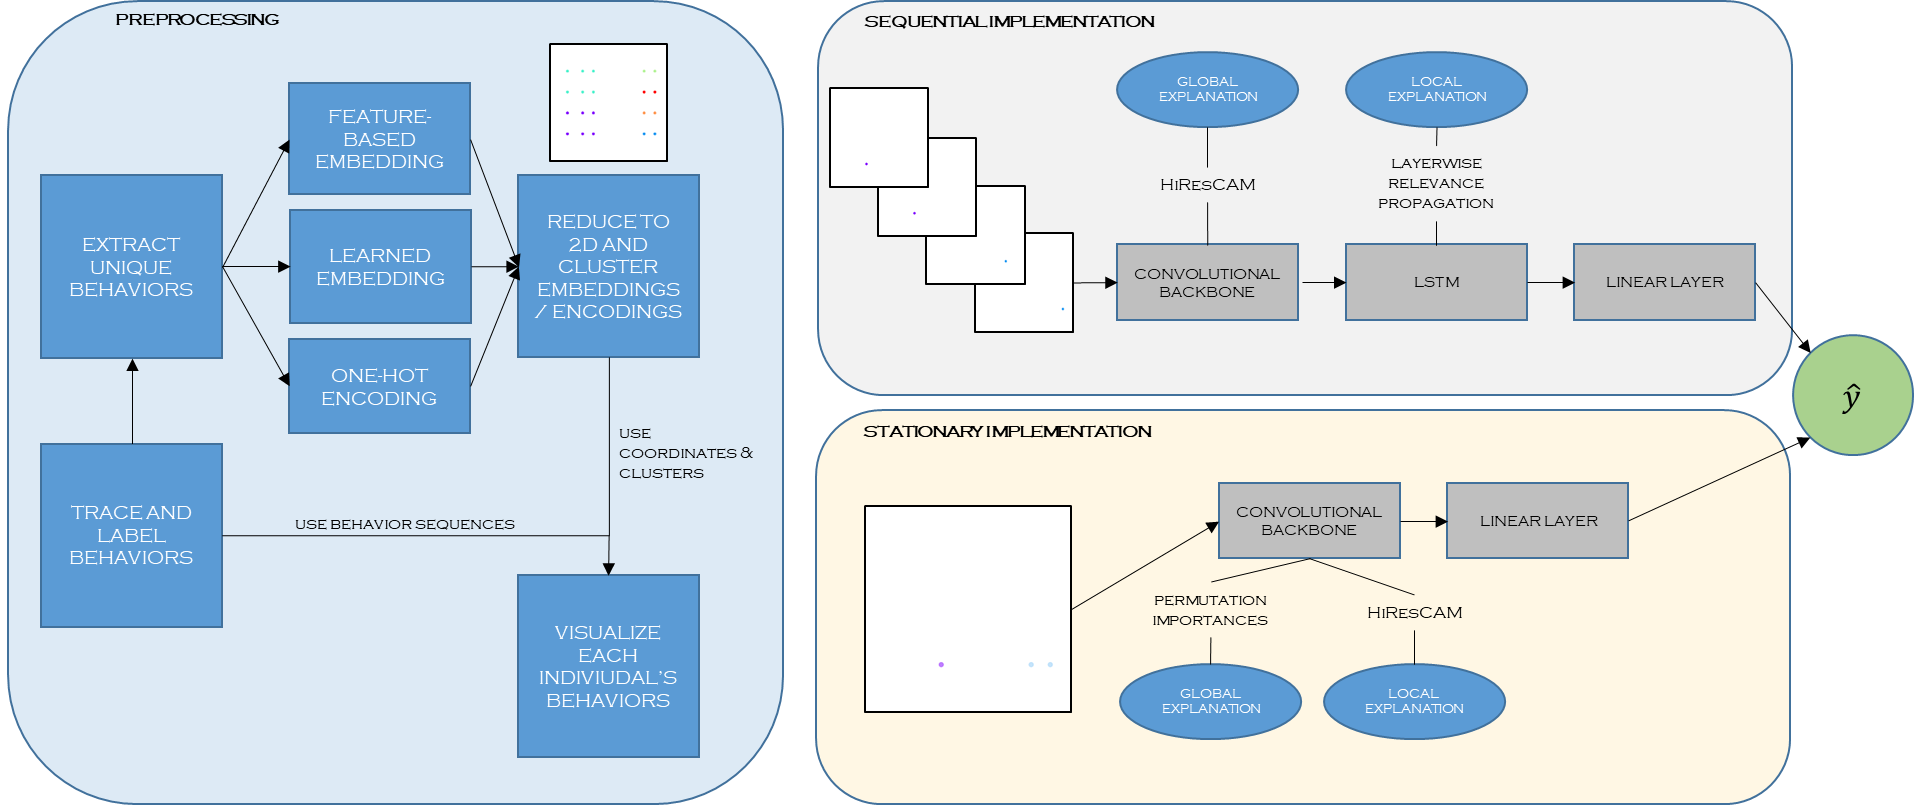 PREPROCESSING
EXTRACT
UNIQUE
BEHAVIORS
TRACE AND
LABEL
BEHAVIORS
FEATURE-
BASED
EMBEDDING
LEARNED
EMBEDDING
ONE-HOT
ENCODING
REDUCE TO
2D AND
CLUSTER
EMBEDDINGS
/ ENCODINGS
USE
COORDINATES &
CLUSTERS
USE BEHAVIOR SEQUENCES
VISUALIZE
EACH
INDIVIUDAL'S
BEHAVIORS
SEQUENTIAL IMPLEMENTATION
GLOBAL
EXPLANATION
LOCAL
EXPLANATION
HIRESCAM
LAYERWISE
RELEVANCE
PROPAGATION
CONVOLUTIONAL
BACKBONE
LSTM
LINEAR LAYER
ŷ
STATIONARY IMPLEMENTATION
CONVOLUTIONAL
BACKBONE
LINEAR LAYER
PERMUTATION
IMPORTANCES
HIRESCAM
GLOBAL
EXPLANATION
LOCAL
EXPLANATION